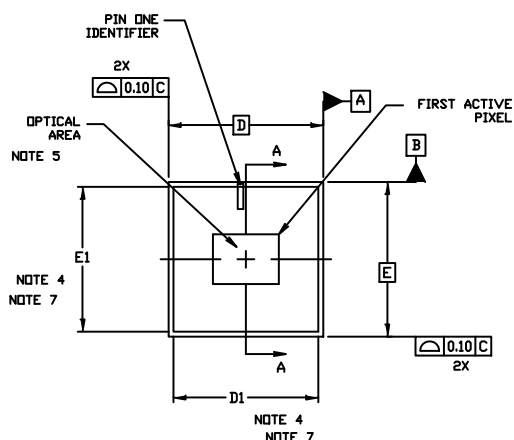 PIN ONE
IDENTIFIER
2X
⌓ 0.10 C
D
A
FIRST ACTIVE
PIXEL
OPTICAL
AREA
NOTE 5
A
B
E1
E
NOTE 4
NOTE 7
⌓ 0.10 C
2X
A
D1
NOTE 4
NOTE 7